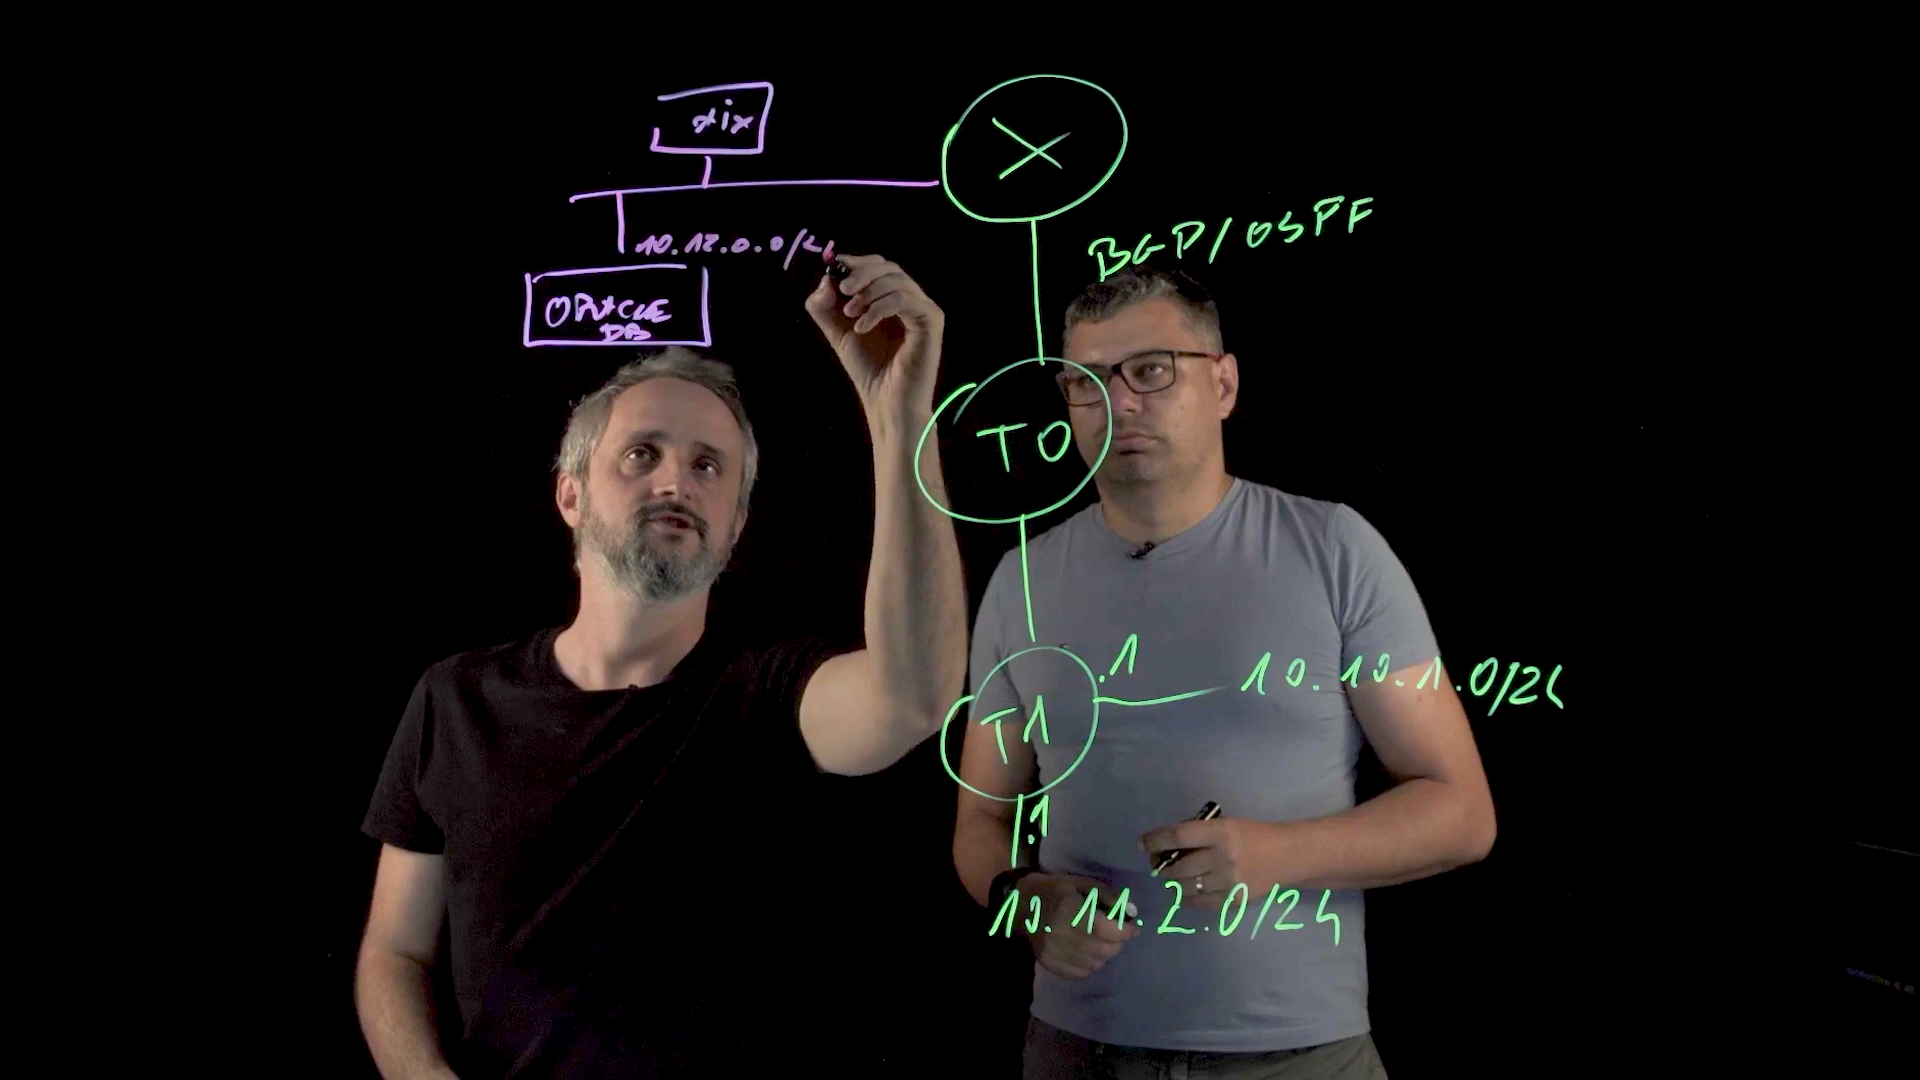 aix
X
BGP/OSPF
10.12.0.0/24
ORACLE
DB
T0
.1
10.10.1.0/24
T1
.1
10.11.2.0/24